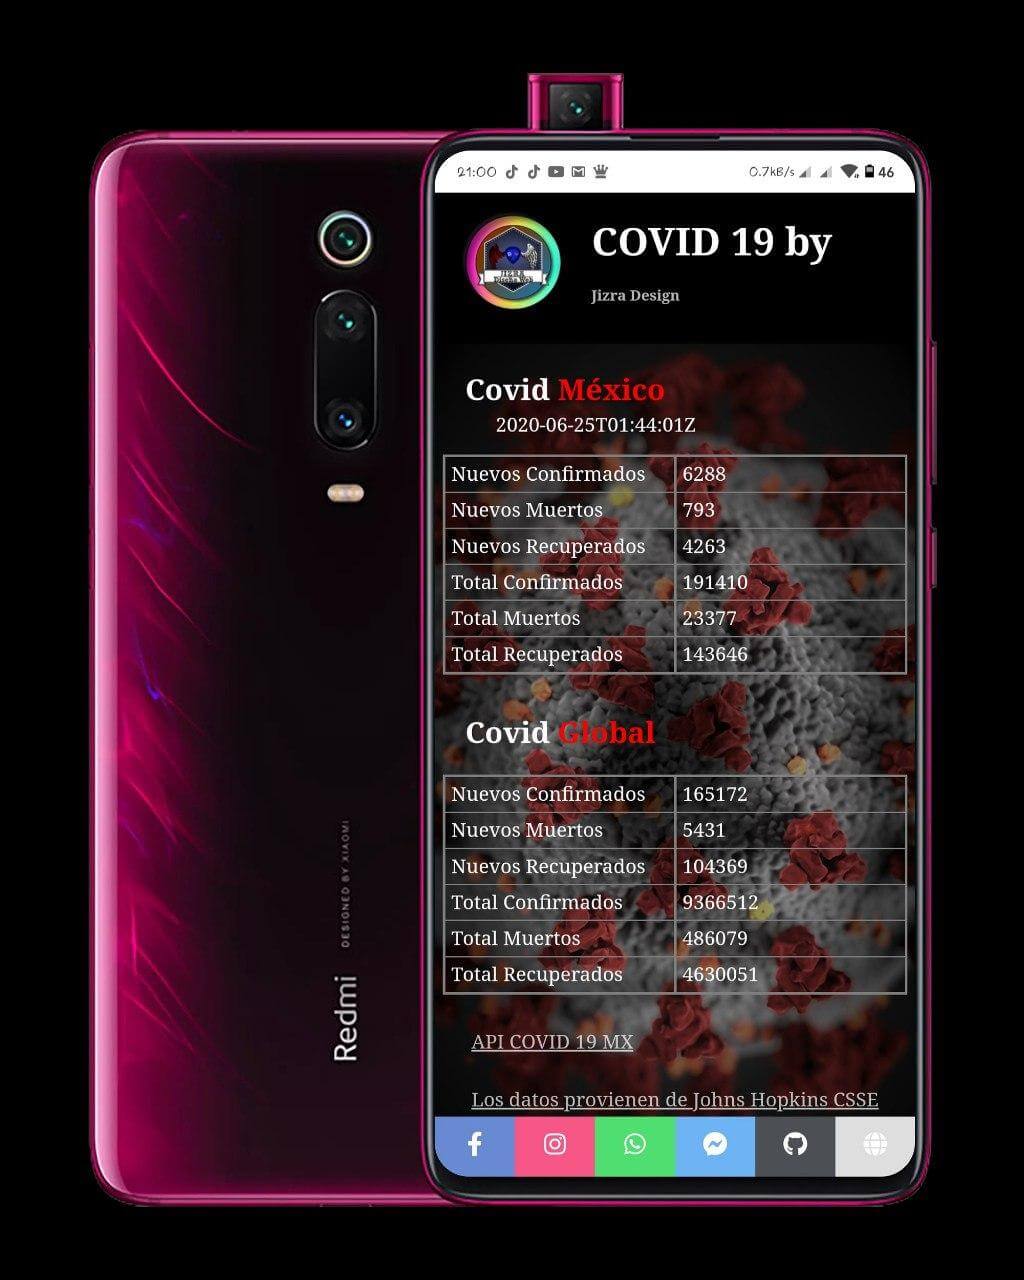 21:00
0.7kB/s
46
COVID 19 by
JIZRA
Diseño Web
Jizra Design
Covid México
2020-06-25T01:44:01Z
Nuevos Confirmados 6288
Nuevos Muertos 793
Nuevos Recuperados 4263
Total Confirmados 191410
Total Muertos 23377
Total Recuperados 143646
Covid Global
Nuevos Confirmados 165172
Nuevos Muertos 5431
Nuevos Recuperados 104369
Total Confirmados 9366512
Total Muertos 486079
Total Recuperados 4630051
API COVID 19 MX
Los datos provienen de Johns Hopkins CSSE
Redmi
DESIGNED BY XIAOMI